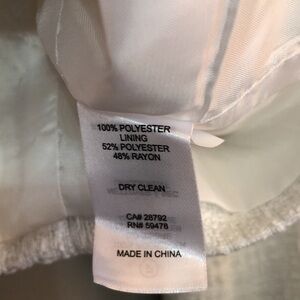 100% POLYESTER
LINING
52% POLYESTER
48% RAYON
DRY CLEAN
CA# 28792
RN# 59478
MADE IN CHINA